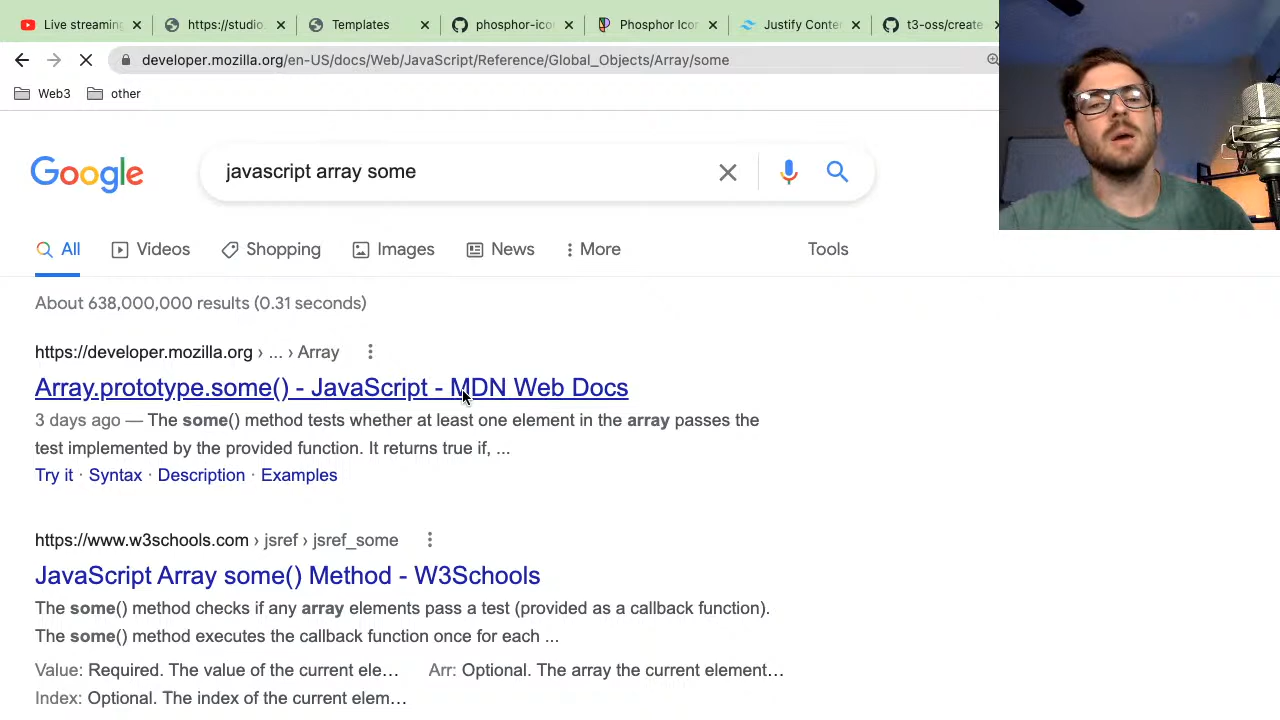 Live streaming
https://studio
Templates
phosphor-ico
Phosphor Icon
Justify Conten
t3-oss/create
developer.mozilla.org/en-US/docs/Web/JavaScript/Reference/Global_Objects/Array/some
Web3
other
Google
javascript array some
All
Videos
Shopping
Images
News
More
Tools
About 638,000,000 results (0.31 seconds)
https://developer.mozilla.org › ... › Array
Array.prototype.some() - JavaScript - MDN Web Docs
3 days ago — The some() method tests whether at least one element in the array passes the
test implemented by the provided function. It returns true if, ...
Try it · Syntax · Description · Examples
https://www.w3schools.com › jsref › jsref_some
JavaScript Array some() Method - W3Schools
The some() method checks if any array elements pass a test (provided as a callback function).
The some() method executes the callback function once for each ...
Value: Required. The value of the current ele... Arr: Optional. The array the current element...
Index: Optional. The index of the current elem...